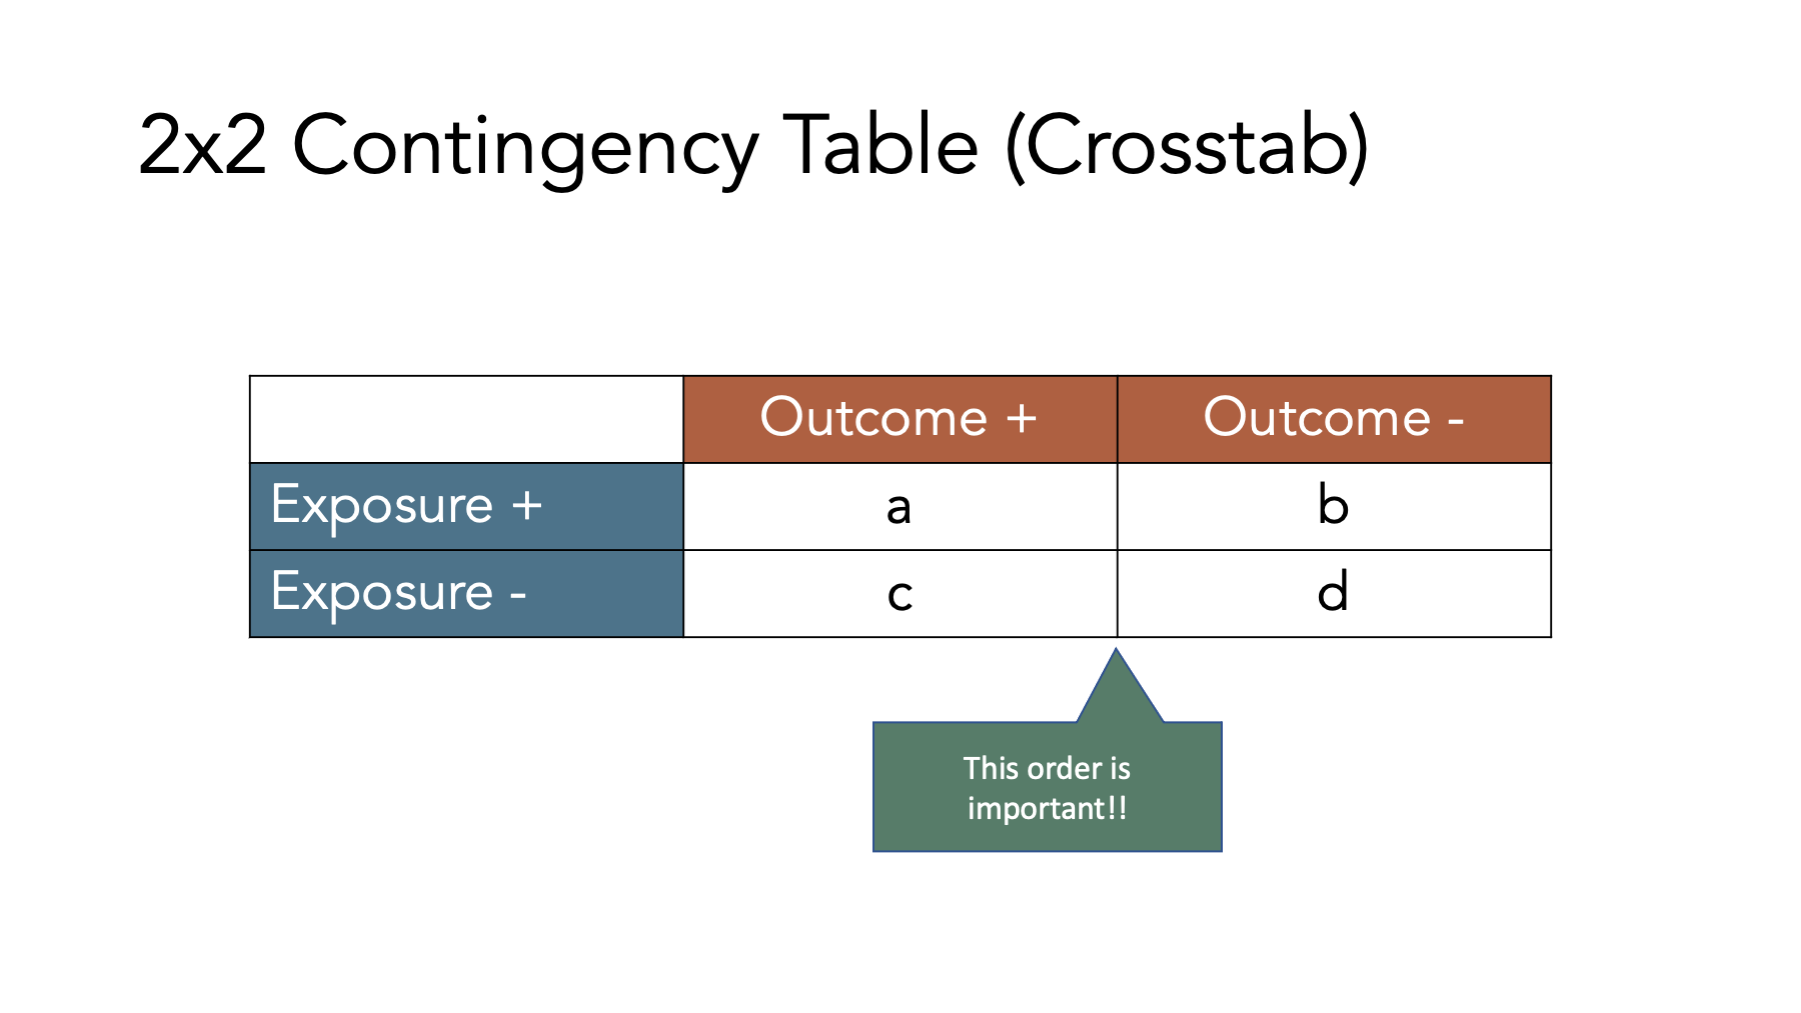 2x2 Contingency Table (Crosstab)
Outcome + Outcome -
Exposure + a b
Exposure - c d
This order is
important!!